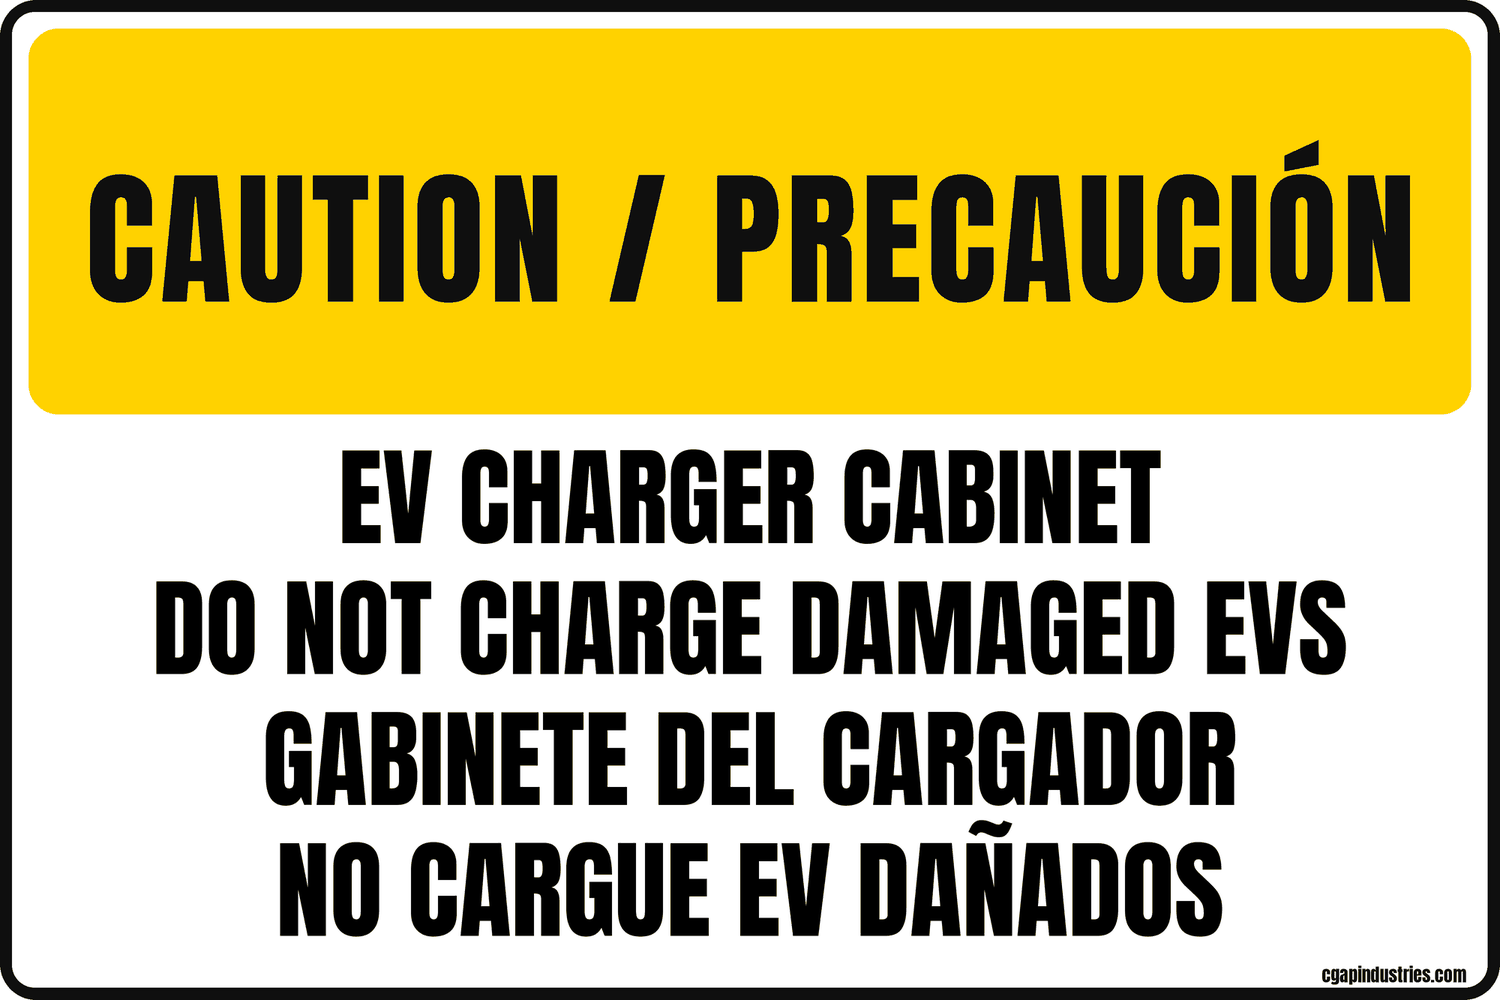 CAUTION / PRECAUCIÓN
EV CHARGER CABINET
DO NOT CHARGE DAMAGED EVS
GABINETE DEL CARGADOR
NO CARGUE EV DAÑADOS
cgapindustries.com